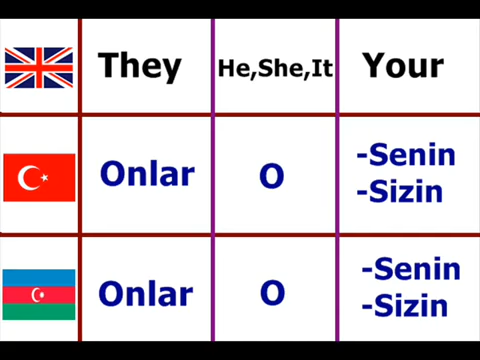 They He,She,It Your
Onlar O -Senin
-Sizin
Onlar O -Senin
-Sizin